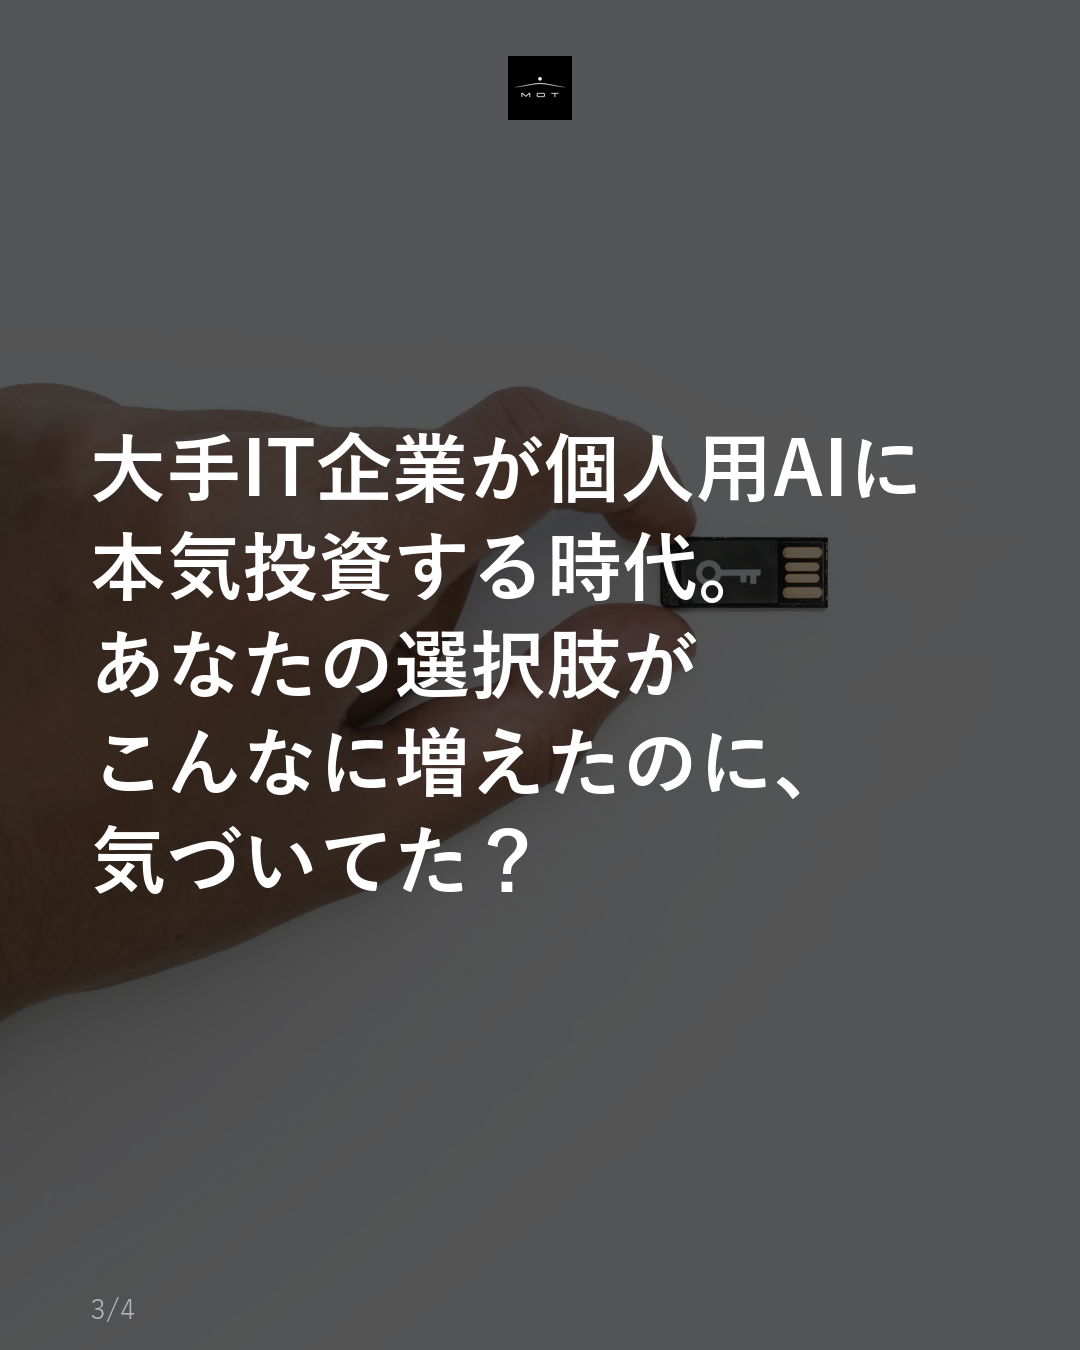 MOT
大手IT企業が個人用AIに
本気投資する時代。
あなたの選択肢が
こんなに増えたのに、
気づいてた？
3/4